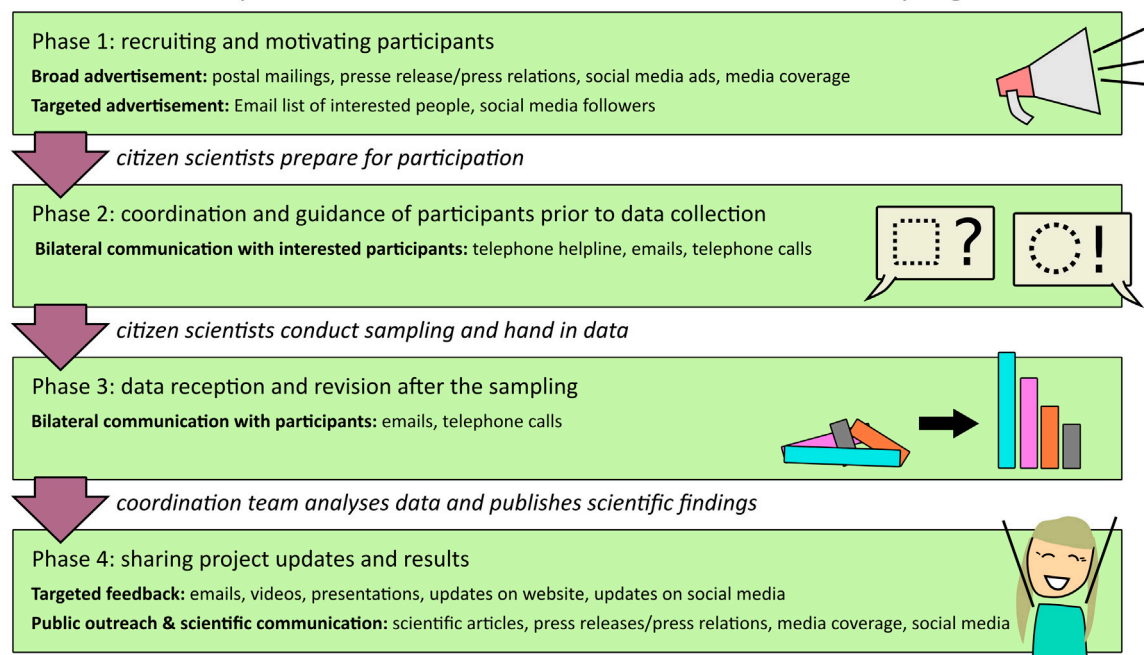 Phase 1: recruiting and motivating participants
Broad advertisement: postal mailings, presse release/press relations, social media ads, media coverage
Targeted advertisement: Email list of interested people, social media followers
citizen scientists prepare for participation
Phase 2: coordination and guidance of participants prior to data collection
Bilateral communication with interested participants: telephone helpline, emails, telephone calls
? !
citizen scientists conduct sampling and hand in data
Phase 3: data reception and revision after the sampling
Bilateral communication with participants: emails, telephone calls
coordination team analyses data and publishes scientific findings
Phase 4: sharing project updates and results
Targeted feedback: emails, videos, presentations, updates on website, updates on social media
Public outreach & scientific communication: scientific articles, press releases/press relations, media coverage, social media